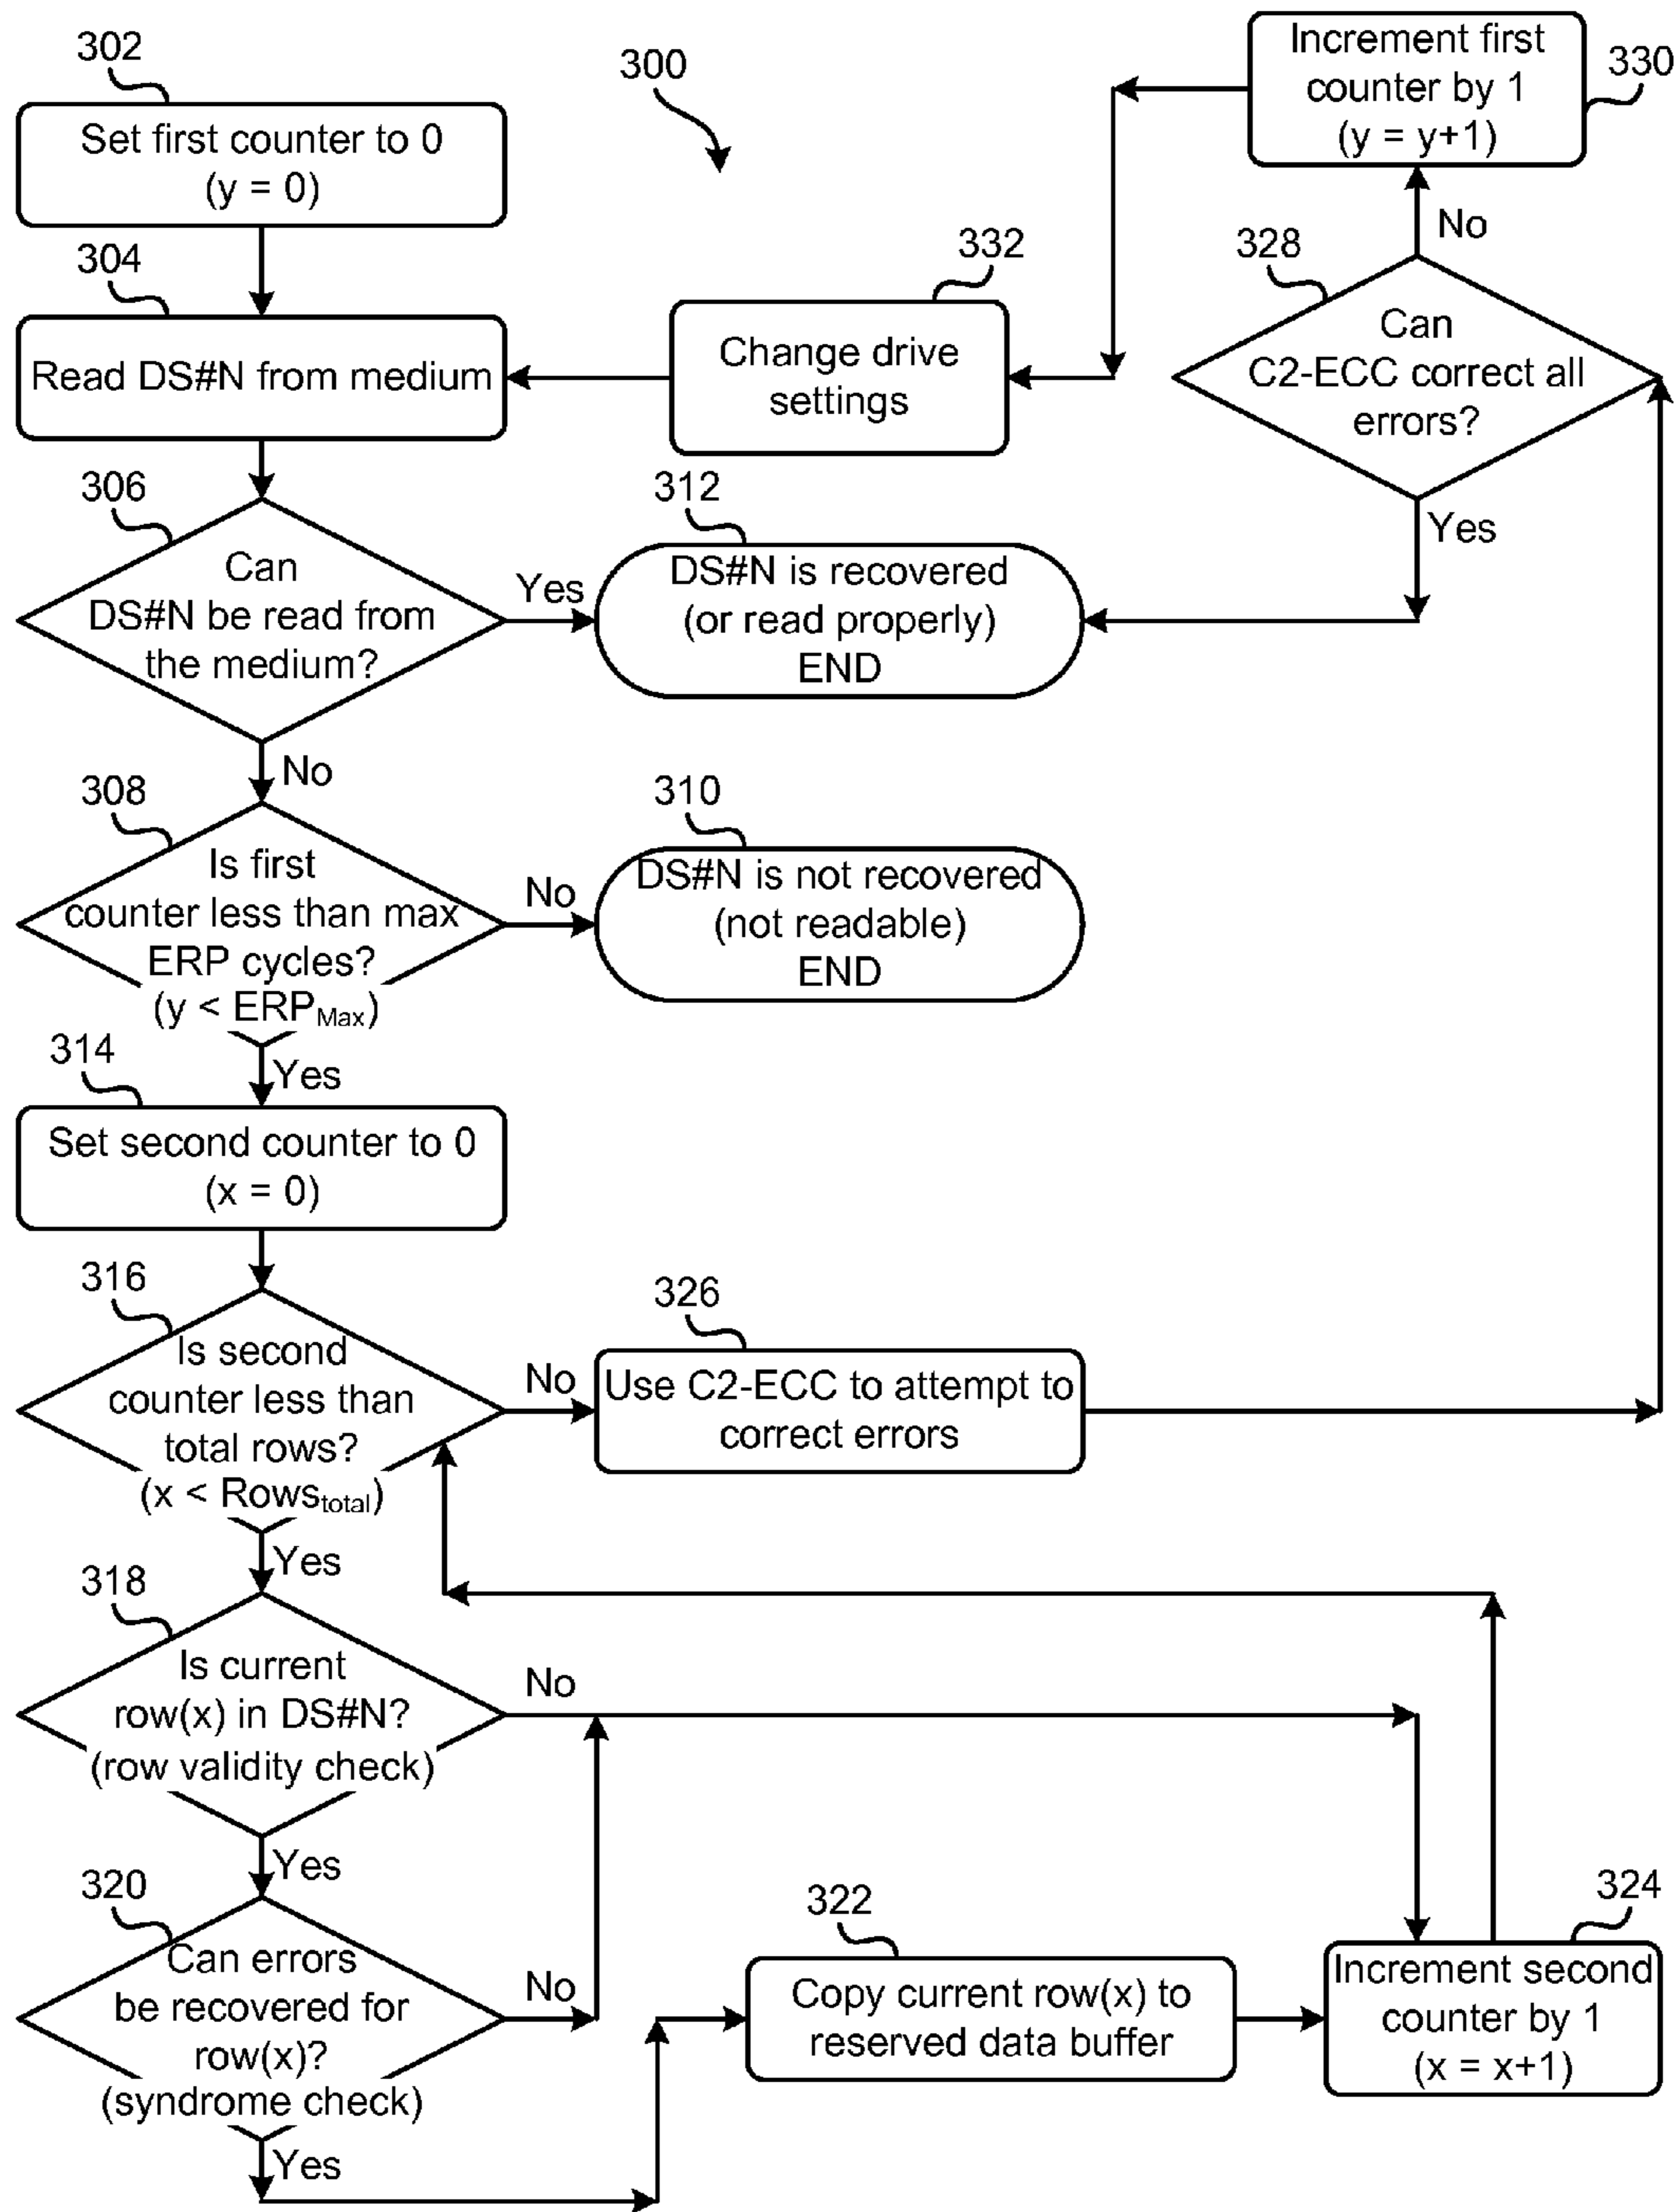 302
Set first counter to 0
(y = 0)
300
Increment first
counter by 1
(y = y+1)
330
No
304
Read DS#N from medium
332
Change drive
settings
328
Can
C2-ECC correct all
errors?
Yes
306
Can
DS#N be read from
the medium?
Yes
312
DS#N is recovered
(or read properly)
END
No
308
Is first
counter less than max
ERP cycles?
(y < ERPMax)
No
310
DS#N is not recovered
(not readable)
END
Yes
314
Set second counter to 0
(x = 0)
316
Is second
counter less than
total rows?
(x < Rowstotal)
No
326
Use C2-ECC to attempt to
correct errors
Yes
318
Is current
row(x) in DS#N?
(row validity check)
No
Yes
320
Can errors
be recovered for
row(x)?
(syndrome check)
No
Yes
322
Copy current row(x) to
reserved data buffer
324
Increment second
counter by 1
(x = x+1)